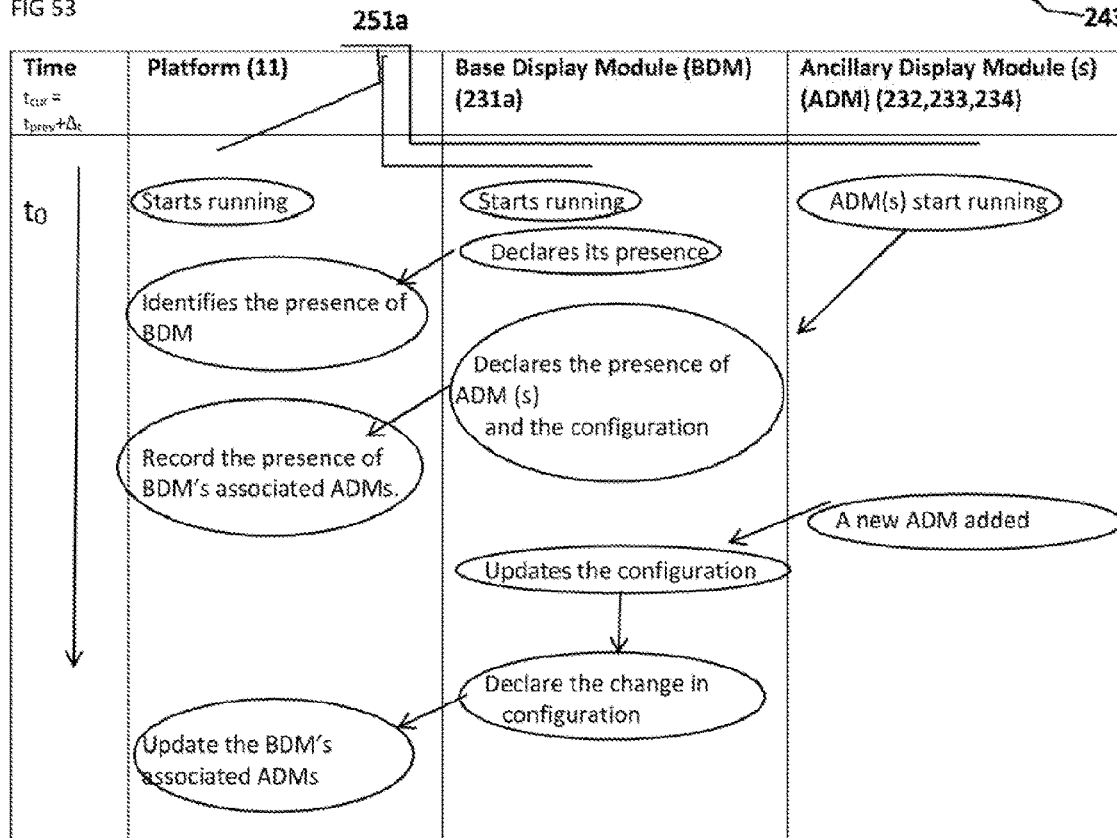 FIG 53
251a
243
Time
t_cur =
t_prev+Δt
Platform (11)
Base Display Module (BDM)
(231a)
Ancillary Display Module (s)
(ADM) (232,233,234)
t0
Starts running
Starts running
ADM(s) start running
Declares its presence
Identifies the presence of
BDM
Declares the presence of
ADM (s)
and the configuration
Record the presence of
BDM's associated ADMs.
A new ADM added
Updates the configuration
Declare the change in
configuration
Update the BDM's
associated ADMs